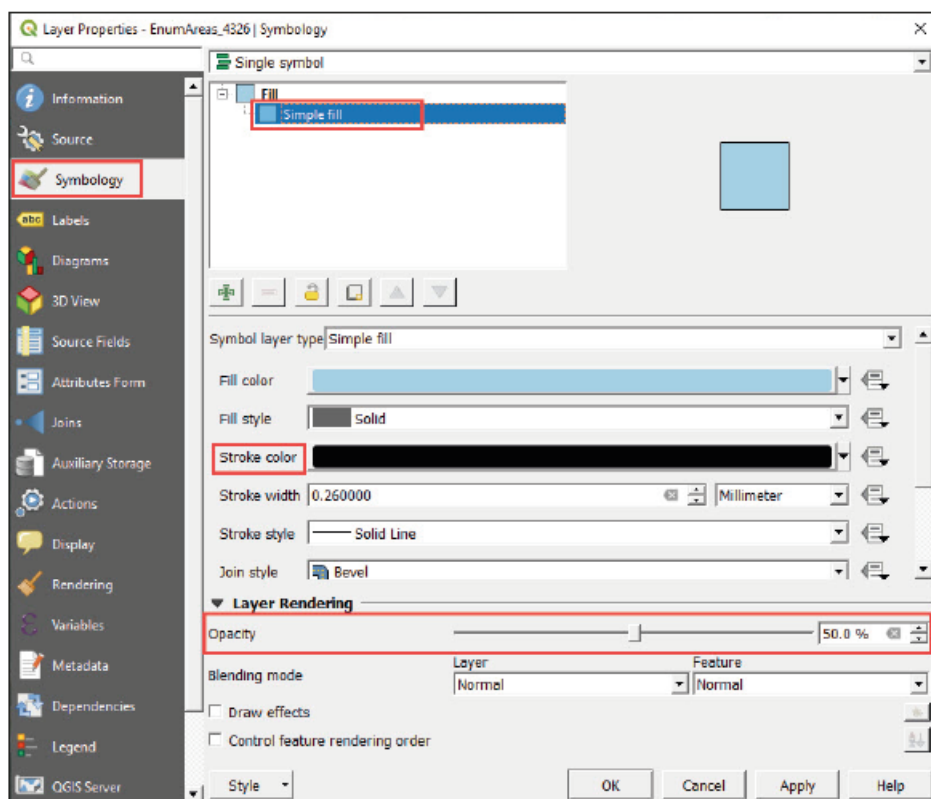 Layer Properties - EnumAreas_4326 | Symbology
Single symbol
Information
Source
Symbology
Labels
Diagrams
3D View
Source Fields
Attributes Form
Joins
Auxiliary Storage
Actions
Display
Rendering
Variables
Metadata
Dependencies
Legend
QGIS Server
Fill
Simple fill
Symbol layer type Simple fill
Fill color
Fill style Solid
Stroke color
Stroke width 0.260000 Millimeter
Stroke style Solid Line
Join style Bevel
Layer Rendering
Opacity 50.0 %
Layer Feature
Blending mode Normal Normal
Draw effects
Control feature rendering order
Style OK Cancel Apply Help